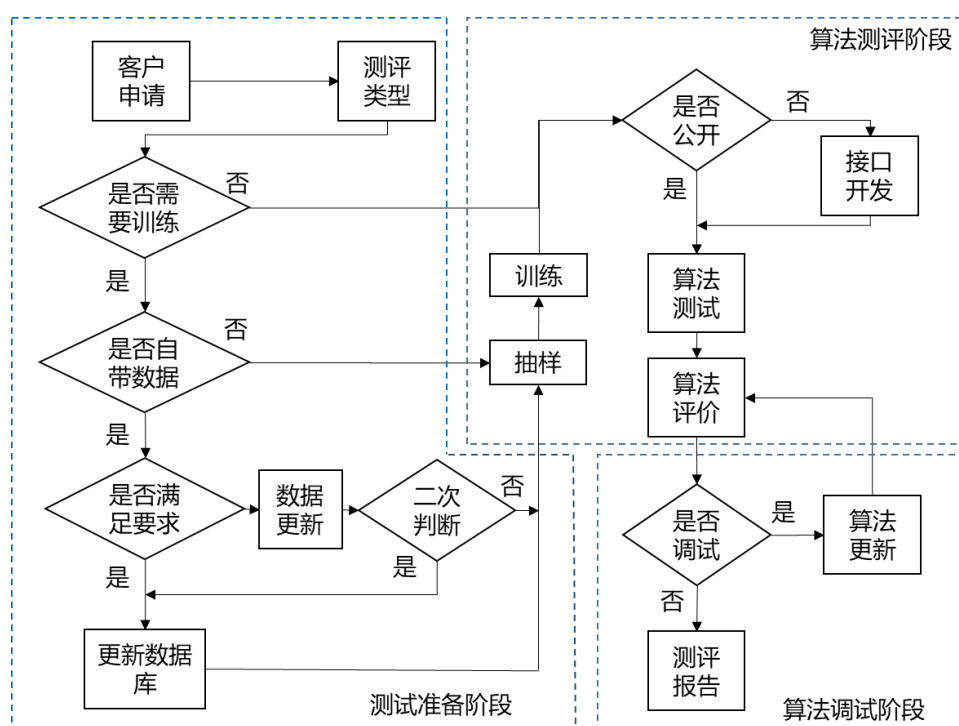 客户
申请
测评
类型
是否需
要训练
否
是
是否自
带数据
否
是
是否满
足要求
数据
更新
二次
判断
否
是
是
更新数据
库
测试准备阶段
算法测评阶段
是否
公开
否
接口
开发
是
训练
抽样
算法
测试
算法
评价
是否
调试
是
算法
更新
否
测评
报告
算法调试阶段